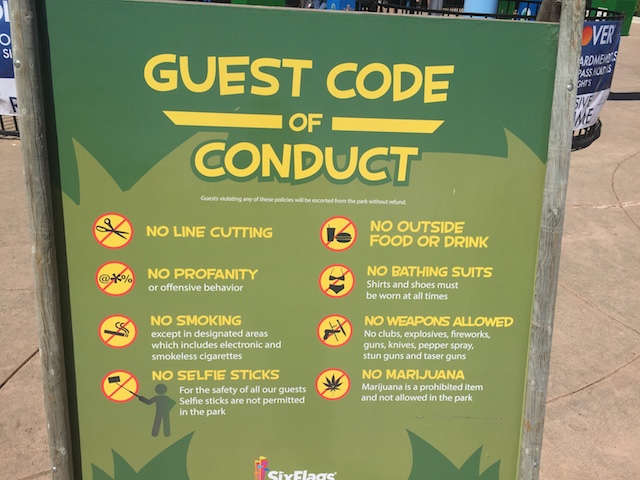 GUEST CODE
OF
CONDUCT
Guests violating any of these policies will be escorted from the park without refund.
NO LINE CUTTING
@*%
NO PROFANITY
or offensive behavior
NO SMOKING
except in designated areas
which includes electronic and
smokeless cigarettes
NO SELFIE STICKS
For the safety of all our guests
Selfie sticks are not permitted
in the park
NO OUTSIDE
FOOD OR DRINK
NO BATHING SUITS
Shirts and shoes must
be worn at all times
NO WEAPONS ALLOWED
No clubs, explosives, fireworks,
guns, knives, pepper spray,
stun guns and taser guns
NO MARIJUANA
Marijuana is a prohibited item
and not allowed in the park
SixFlags
VER